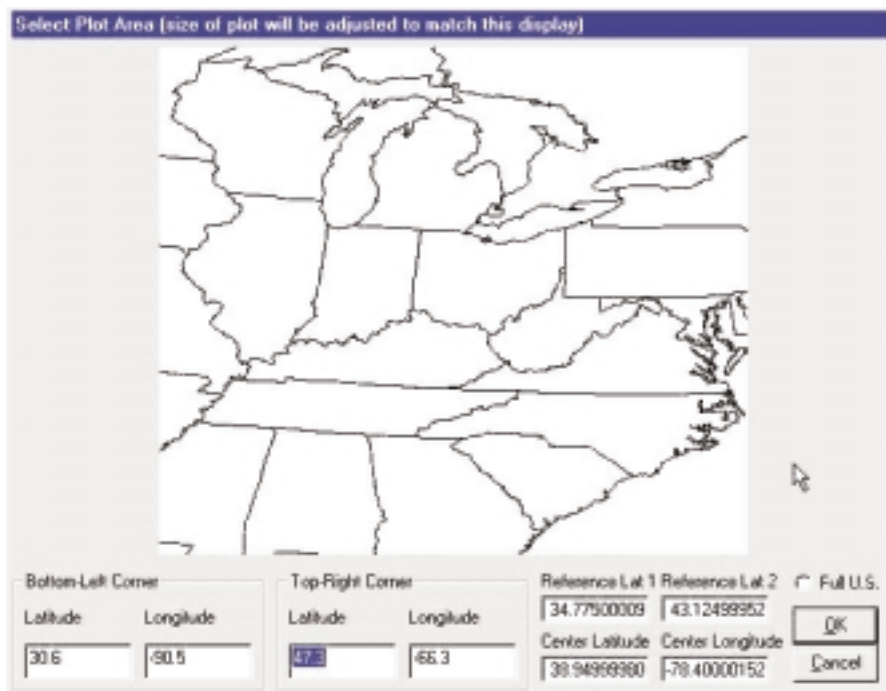 Select Plot Area (size of plot will be adjusted to match this display)
Bottom-Left Corner
Latitude Longitude
30.6 -90.5
Top-Right Corner
Latitude Longitude
47.3 -66.3
Reference Lat 1 Reference Lat 2
34.77500009 43.12499952
Center Latitude Center Longitude
38.94999980 -78.40000152
Full U.S.
OK
Cancel